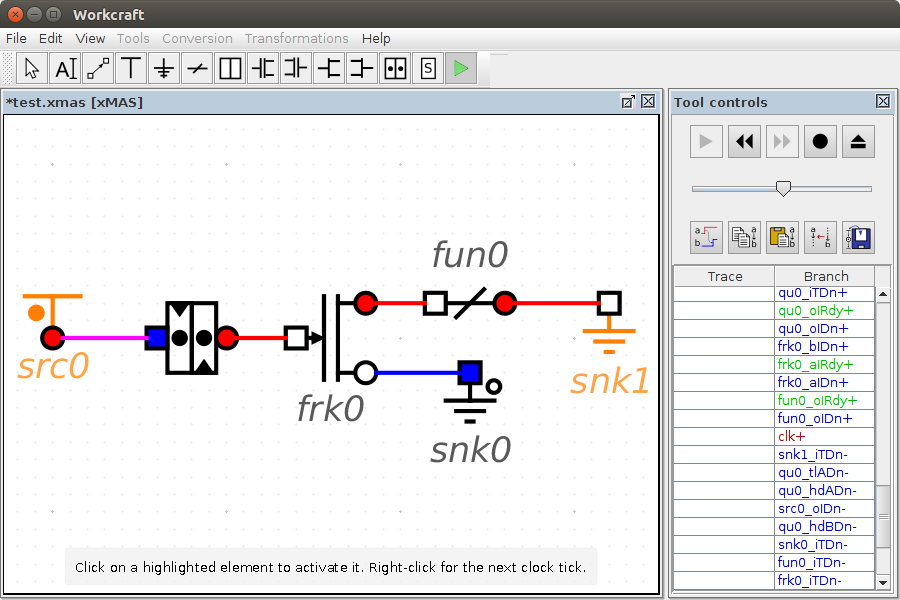 Workcraft
File Edit View Tools Conversion Transformations Help
AI
S
*test.xmas [xMAS]
Tool controls
a b
a b
a b
a b
a b
Trace Branch
qu0_iTDn+
qu0_oIRdy+
qu0_oIDn+
frk0_bIDn+
frk0_aIRdy+
frk0_aIDn+
fun0_oIRdy+
fun0_oIDn+
clk+
snk1_iTDn-
qu0_tlADn-
qu0_hdADn-
src0_oIDn-
qu0_hdBDn-
snk0_iTDn-
fun0_iTDn-
frk0_iTDn-
fun0
src0
snk1
frk0
snk0
Click on a highlighted element to activate it. Right-click for the next clock tick.